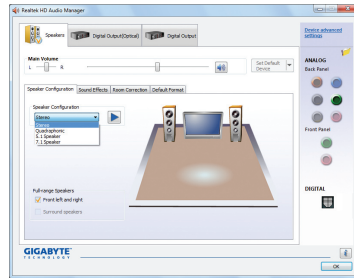 Realtek HD Audio Manager
Speakers
Digital Output(Optical)
Digital Output
Device advanced settings
Main Volume
L
R
Set Default Device
ANALOG
Back Panel
Speaker Configuration
Sound Effects
Room Correction
Default Format
Speaker Configuration
Stereo
Stereo
Quadraphonic
5.1 Speaker
7.1 Speaker
Front Panel
Full-range Speakers
Front left and right
Surround speakers
DIGITAL
GIGABYTE
TECHNOLOGY
i
OK